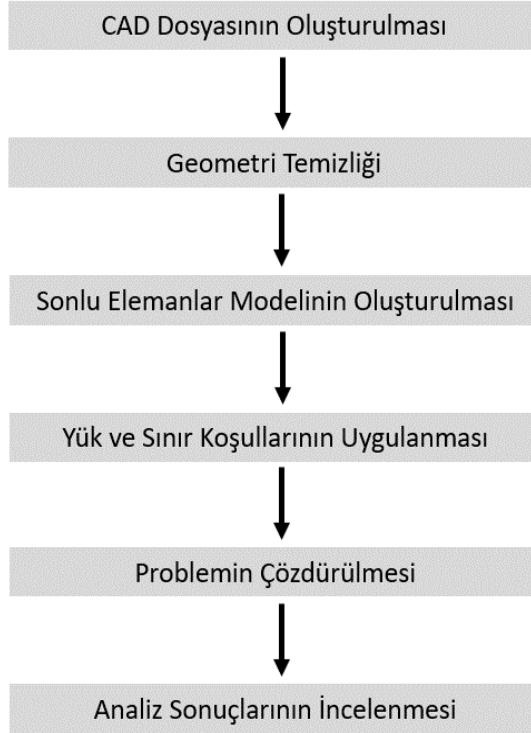 CAD Dosyasının Oluşturulması
Geometri Temizliği
Sonlu Elemanlar Modelinin Oluşturulması
Yük ve Sınır Koşullarının Uygulanması
Problemin Çözdürülmesi
Analiz Sonuçlarının İncelenmesi